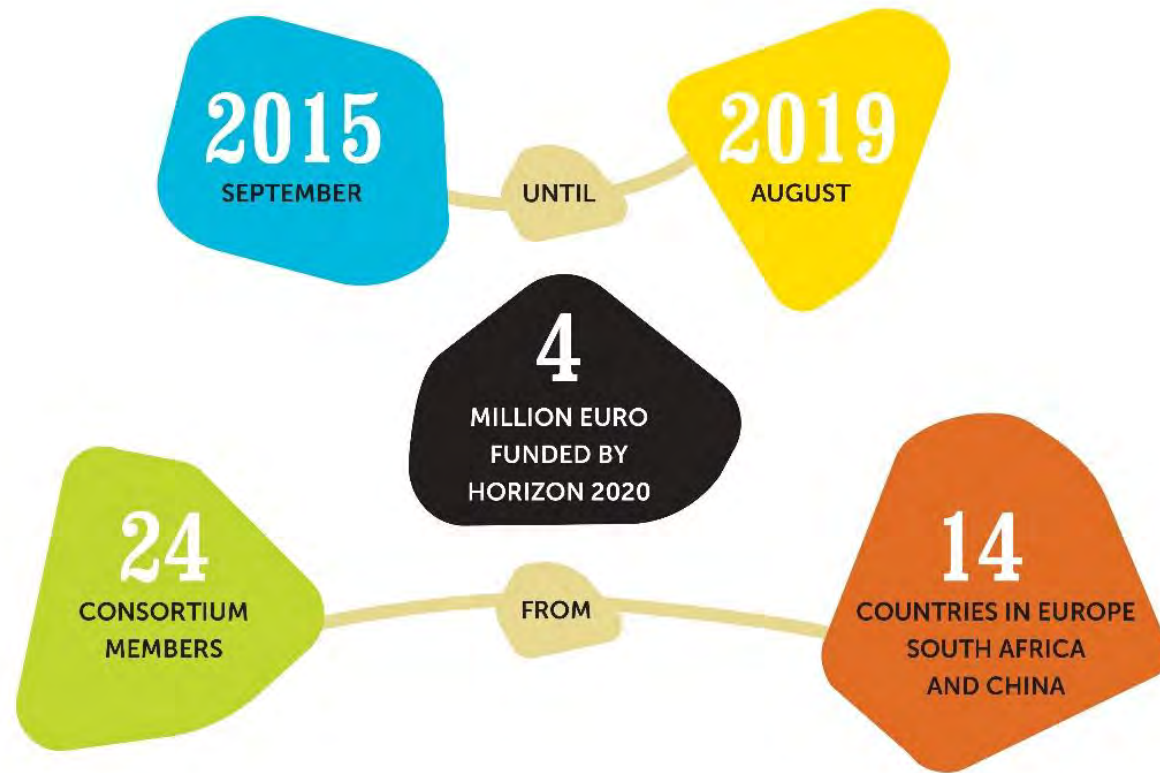 2015
SEPTEMBER
UNTIL
2019
AUGUST
4
MILLION EURO
FUNDED BY
HORIZON 2020
24
CONSORTIUM
MEMBERS
FROM
14
COUNTRIES IN EUROPE
SOUTH AFRICA
AND CHINA